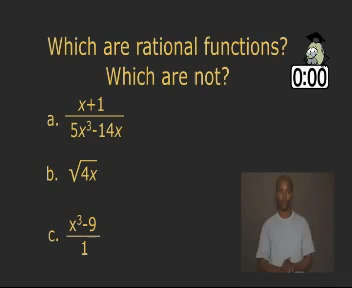 Which are rational functions?
Which are not?
0:00
a. x+1
5x³-14x
b. √4x
c. x³-9
1